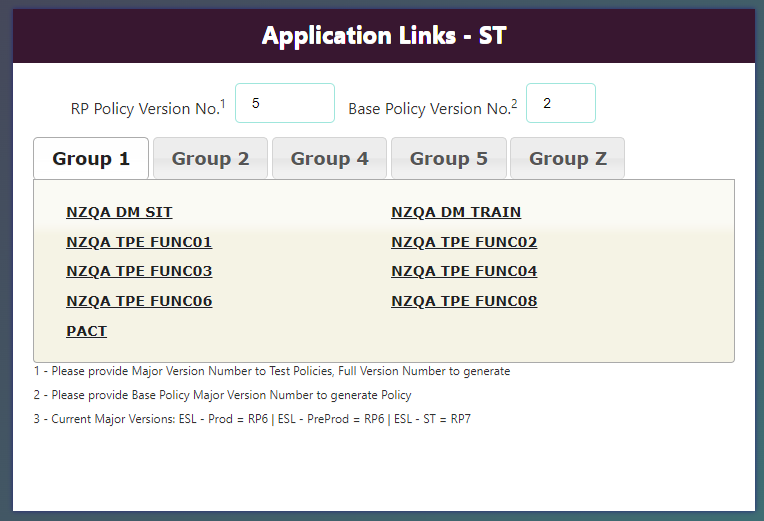 Application Links - ST
RP Policy Version No.1 5 Base Policy Version No.2 2
Group 1 Group 2 Group 4 Group 5 Group Z
NZQA DM SIT NZQA DM TRAIN
NZQA TPE FUNC01 NZQA TPE FUNC02
NZQA TPE FUNC03 NZQA TPE FUNC04
NZQA TPE FUNC06 NZQA TPE FUNC08
PACT
1 - Please provide Major Version Number to Test Policies, Full Version Number to generate
2 - Please provide Base Policy Major Version Number to generate Policy
3 - Current Major Versions: ESL - Prod = RP6 | ESL - PreProd = RP6 | ESL - ST = RP7